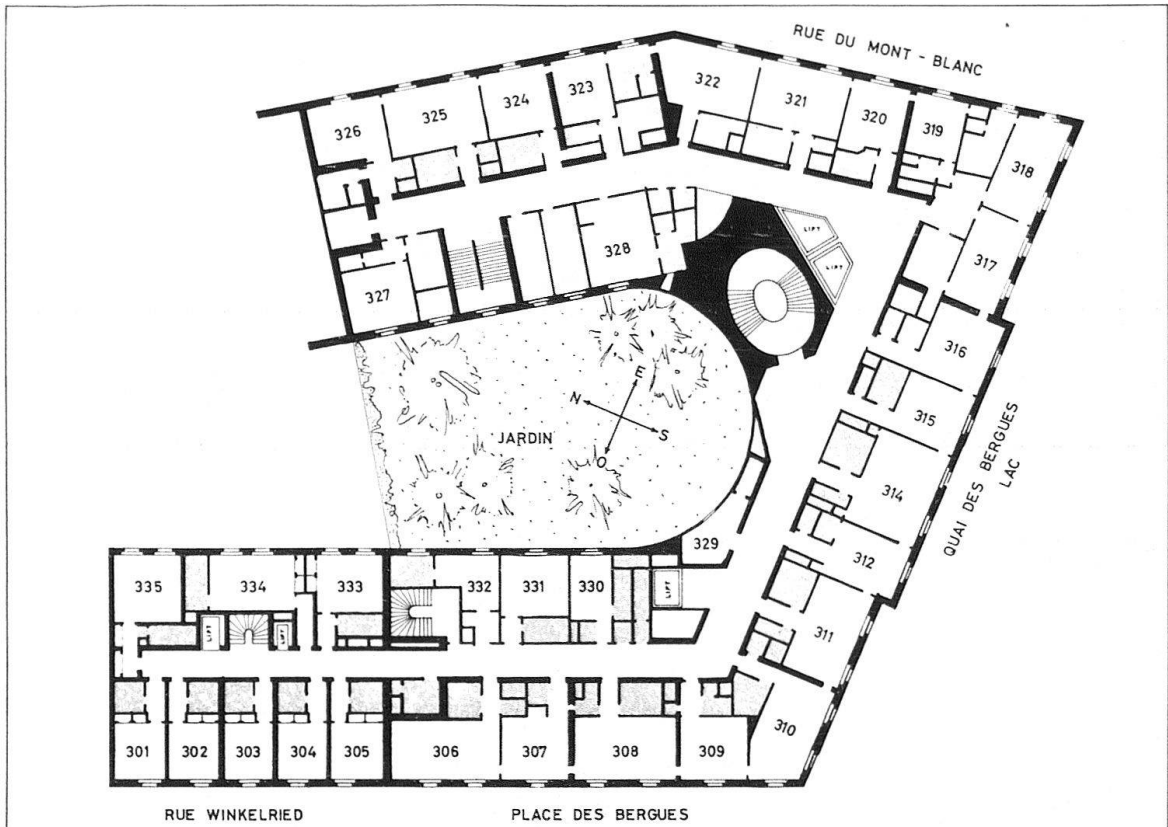 RUE DU MONT - BLANC
326
325
324
323
322
321
320
319
318
317
316
315
314
312
311
310
327
328
LIFT
LIFT
E
N
S
O
JARDIN
QUAI DES BERGUES
LAC
329
335
334
333
332
331
330
LIFT
LIFT
LIFT
301
302
303
304
305
306
307
308
309
RUE WINKELRIED
PLACE DES BERGUES